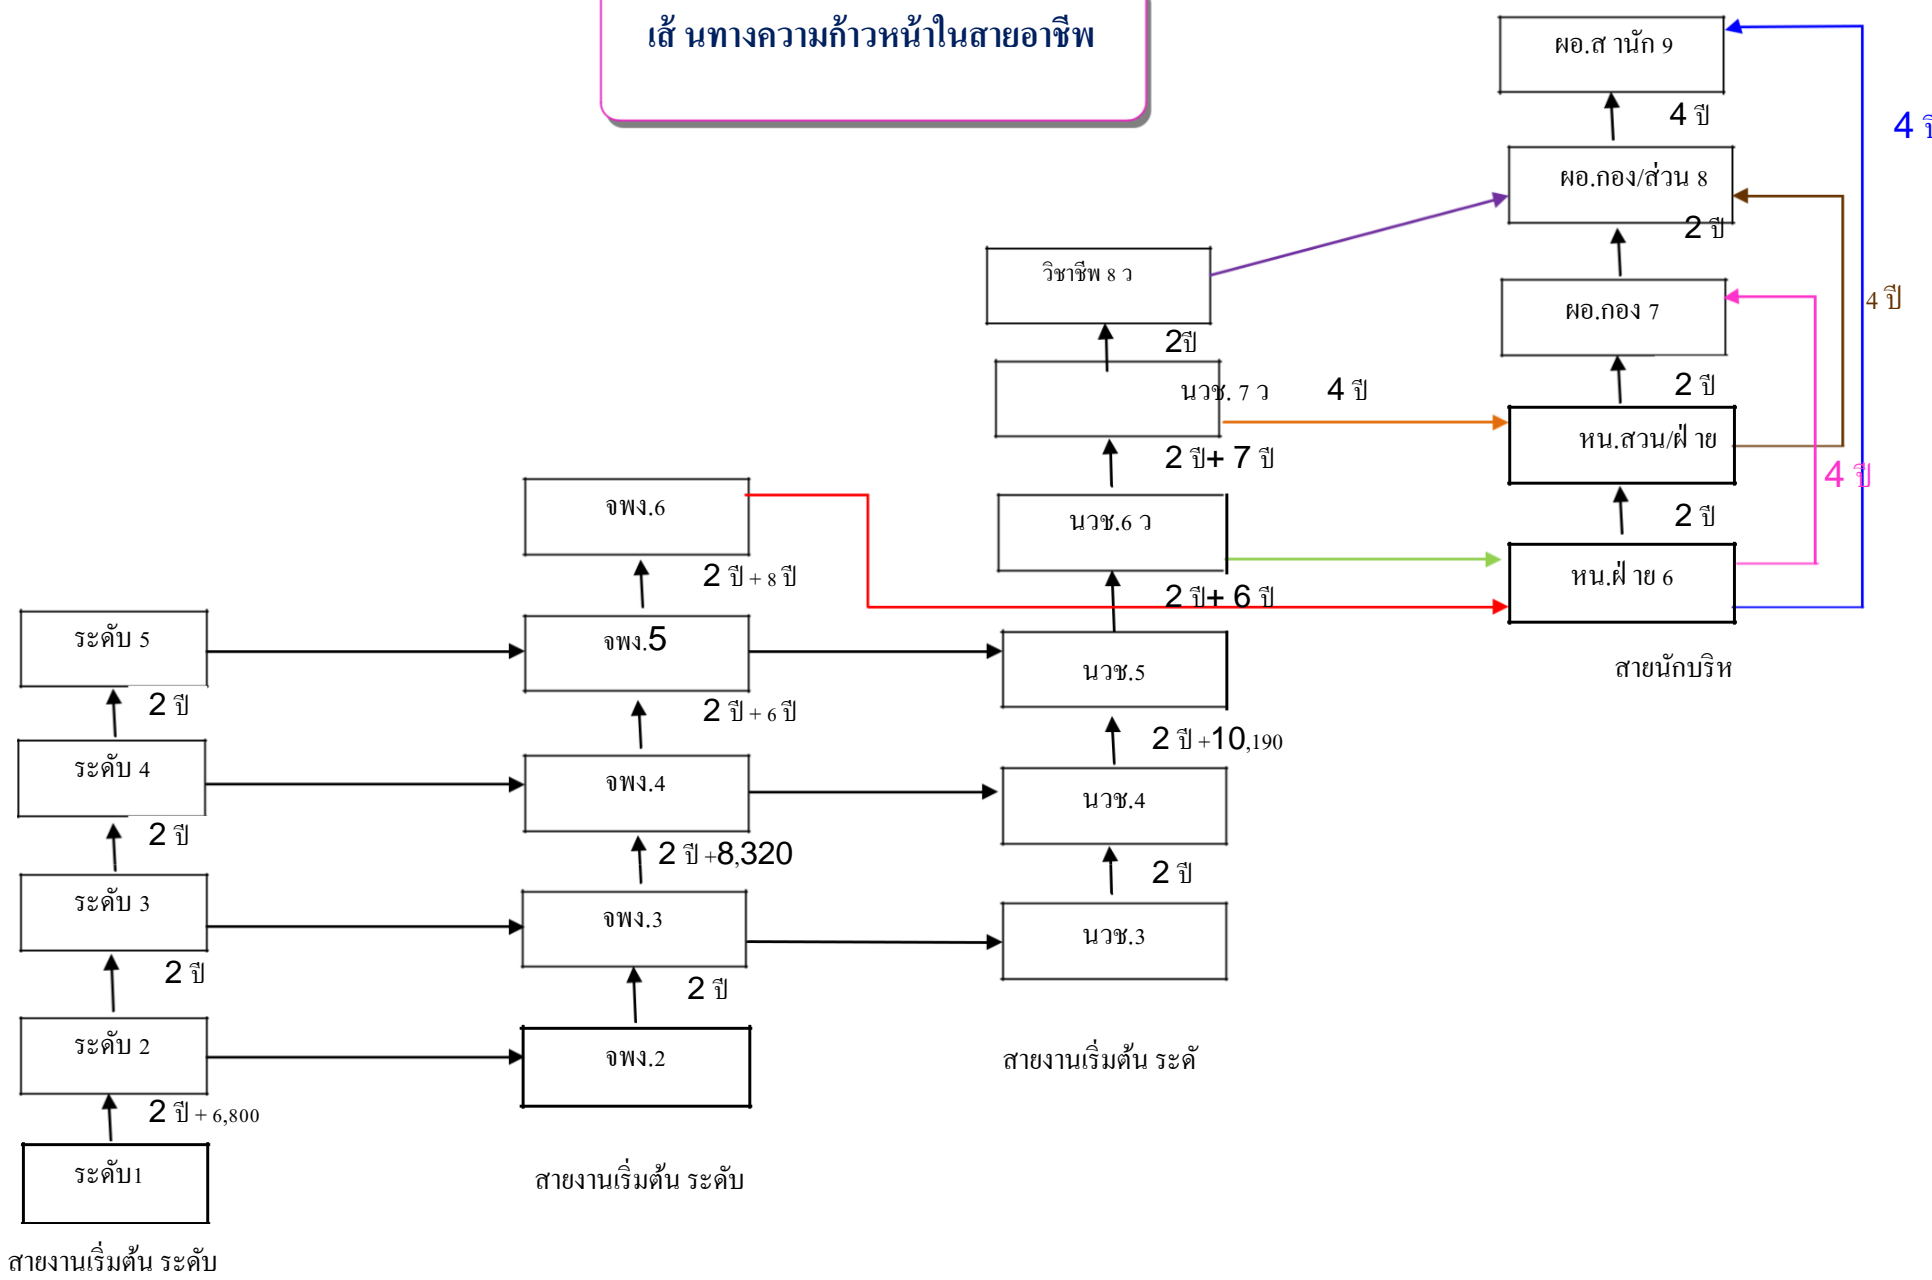 เส้ นทางความก้าวหน้าในสายอาชีพ
ผอ.ส านัก 9
4 ปี
4 ปี
ผอ.กอง/ส่วน 8
2 ปี
วิชาชีพ 8 ว
2ปี
ผอ.กอง 7
4 ปี
2 ปี
นวช. 7 ว
4 ปี
หน.สวน/ฝ่ าย
4 ปี
2 ปี+ 7 ปี
2 ปี
จพง.6
นวช.6 ว
หน.ฝ่ าย 6
2 ปี + 8 ปี
2 ปี+ 6 ปี
ระดับ 5
จพง.5
นวช.5
สายนักบริห
2 ปี
2 ปี + 6 ปี
2 ปี +10,190
ระดับ 4
จพง.4
นวช.4
2 ปี
2 ปี +8,320
2 ปี
ระดับ 3
จพง.3
นวช.3
2 ปี
2 ปี
ระดับ 2
จพง.2
สายงานเริ่มต้น ระดั
2 ปี + 6,800
ระดับ1
สายงานเริ่มต้น ระดับ
สายงานเริ่มต้น ระดับ